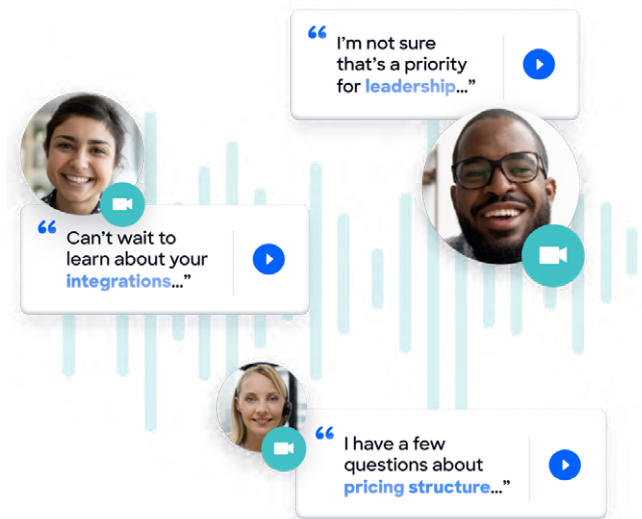 “I’m not sure
that’s a priority
for leadership...”
“Can’t wait to
learn about your
integrations...”
“I have a few
questions about
pricing structure...”